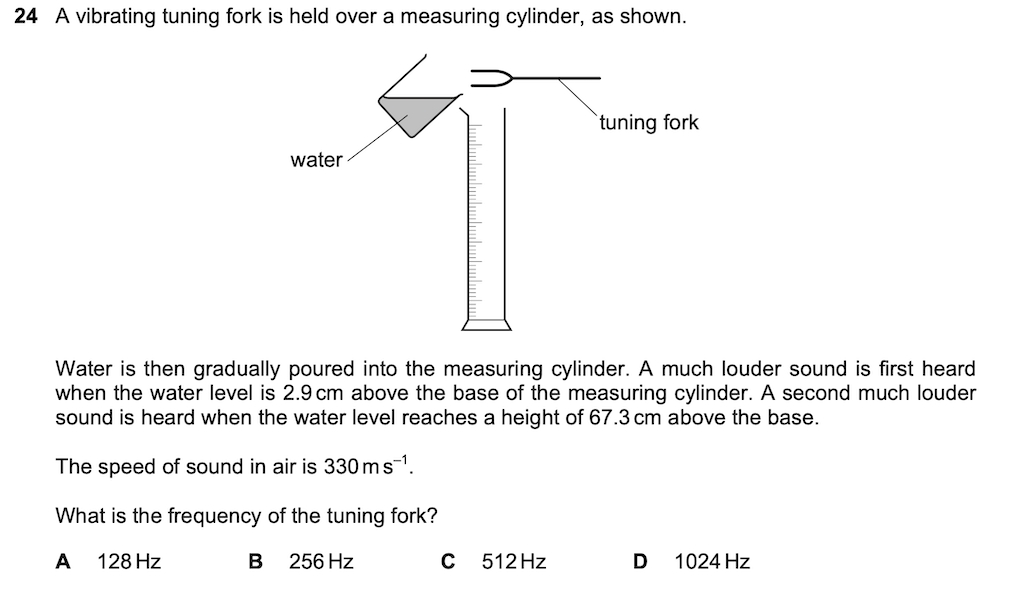 24 A vibrating tuning fork is held over a measuring cylinder, as shown.
tuning fork
water
Water is then gradually poured into the measuring cylinder. A much louder sound is first heard
when the water level is 2.9 cm above the base of the measuring cylinder. A second much louder
sound is heard when the water level reaches a height of 67.3 cm above the base.
The speed of sound in air is 330 m s⁻¹.
What is the frequency of the tuning fork?
A 128 Hz B 256 Hz C 512 Hz D 1024 Hz